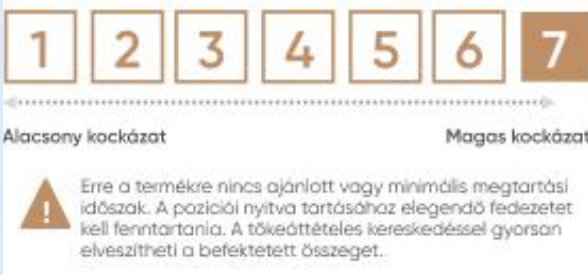 1 2 3 4 5 6 7
Alacsony kockázat Magas kockázat
Erre a termékre nincs ajánlott vagy minimális megtartási
időszak. A pozíciói nyitva tartásához elegendő fedezetet
kell fenntartania. A tőkeáttételes kereskedéssel gyorsan
elveszítheti a befektetett összeget.